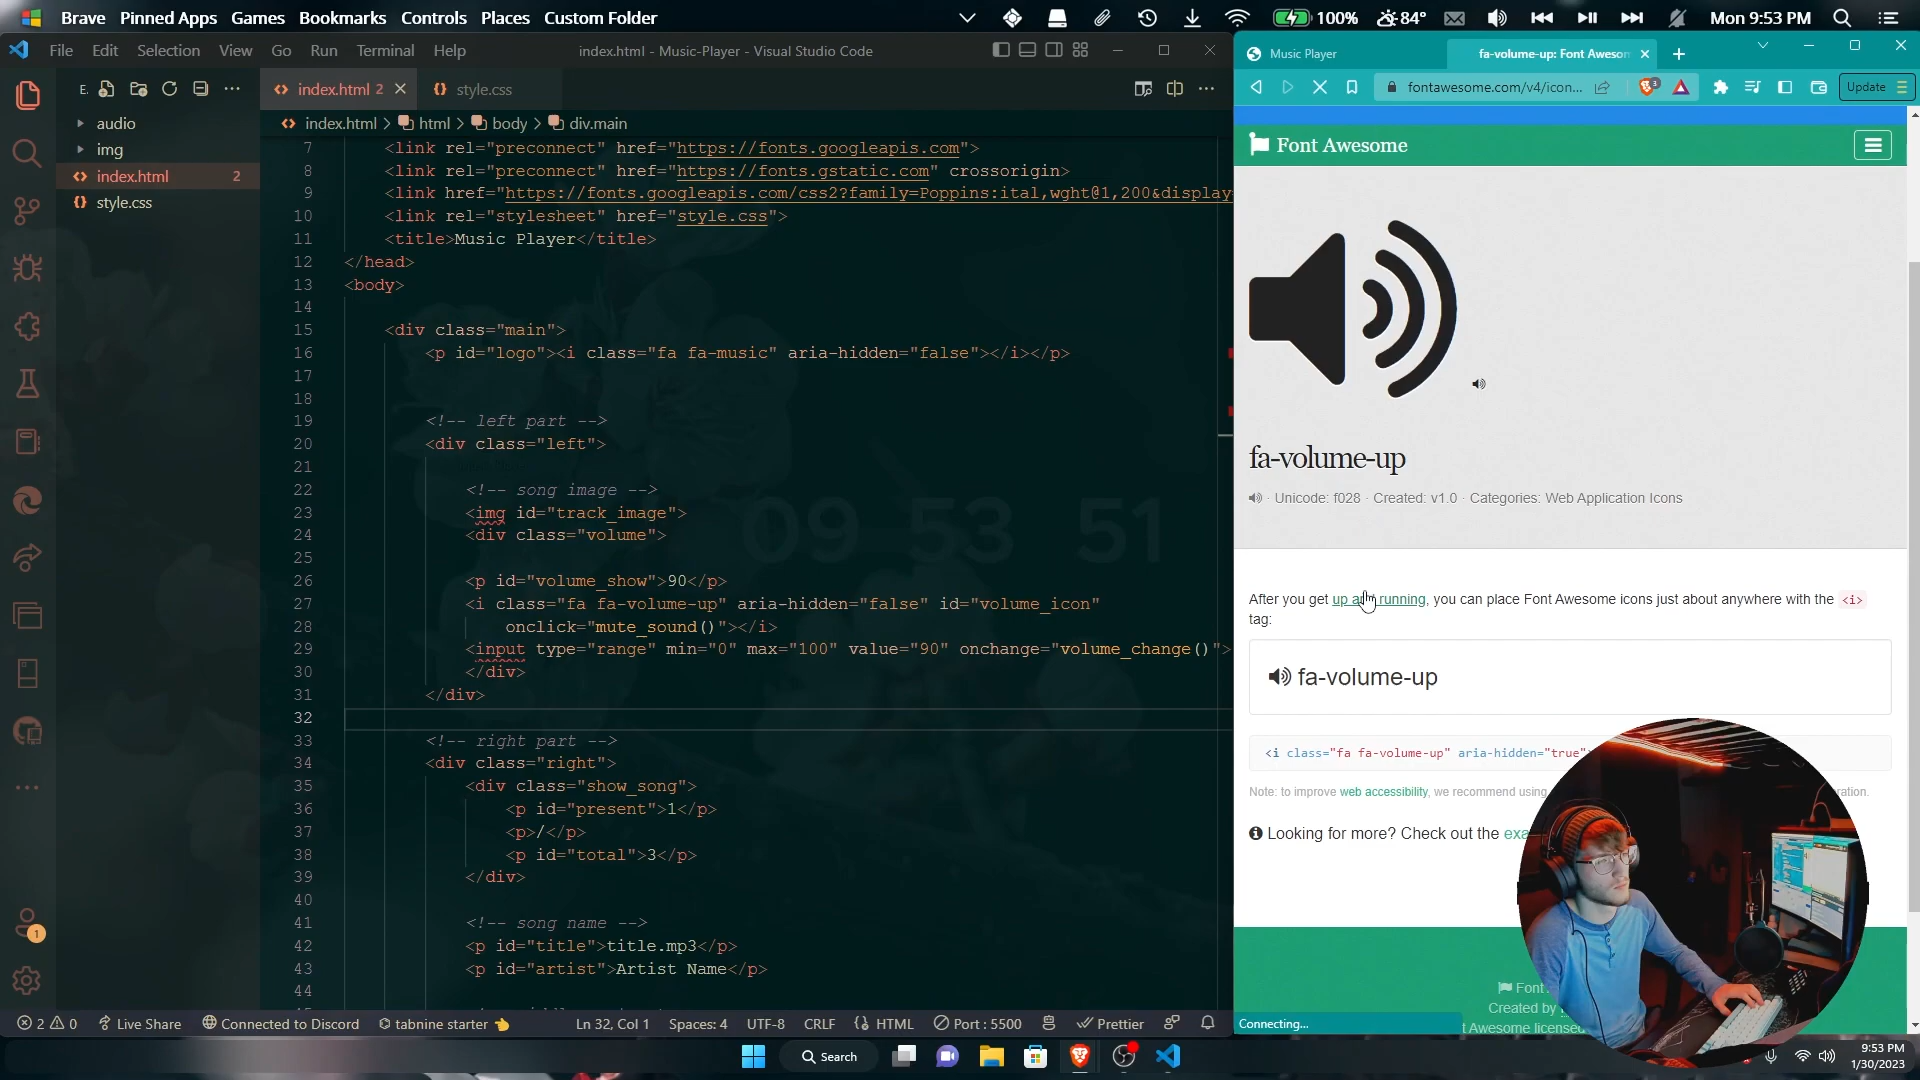 Brave Pinned Apps Games Bookmarks Controls Places Custom Folder 100% 84° Mon 9:53 PM
File Edit Selection View Go Run Terminal Help index.html - Music-Player - Visual Studio Code
E.
audio
img
index.html 2
style.css
1
index.html 2 style.css
index.html > html > body > div.main
7 <link rel="preconnect" href="https://fonts.googleapis.com">
8 <link rel="preconnect" href="https://fonts.gstatic.com" crossorigin>
9 <link href="https://fonts.googleapis.com/css2?family=Poppins:ital,wght@1,200&display
10 <link rel="stylesheet" href="style.css">
11 <title>Music Player</title>
12 </head>
13 <body>
14
15 <div class="main">
16 <p id="logo"><i class="fa fa-music" aria-hidden="false"></i></p>
17
18
19 <!-- left part -->
20 <div class="left">
21
22 <!-- song image -->
23 <img id="track_image">
24 <div class="volume">
25
26 <p id="volume_show">90</p>
27 <i class="fa fa-volume-up" aria-hidden="false" id="volume_icon"
28 onclick="mute_sound()"></i>
29 <input type="range" min="0" max="100" value="90" onchange="volume_change()">
30 </div>
31 </div>
32
33 <!-- right part -->
34 <div class="right">
35 <div class="show_song">
36 <p id="present">1</p>
37 <p>/</p>
38 <p id="total">3</p>
39 </div>
40
41 <!-- song name -->
42 <p id="title">title.mp3</p>
43 <p id="artist">Artist Name</p>
44
09 53 51
2 0 Live Share Connected to Discord tabnine starter Ln 32, Col 1 Spaces: 4 UTF-8 CRLF HTML Port : 5500 Prettier
Music Player fa-volume-up: Font Aweson
fontawesome.com/v4/icon... 3 Update
Font Awesome
fa-volume-up
· Unicode: f028 · Created: v1.0 · Categories: Web Application Icons
After you get up and running, you can place Font Awesome icons just about anywhere with the <i>
tag:
fa-volume-up
<i class="fa fa-volume-up" aria-hidden="true"
Note: to improve web accessibility, we recommend using
Looking for more? Check out the exa
Font
Created by
Connecting...
t Awesome licensed
Search
9:53 PM
1/30/2023